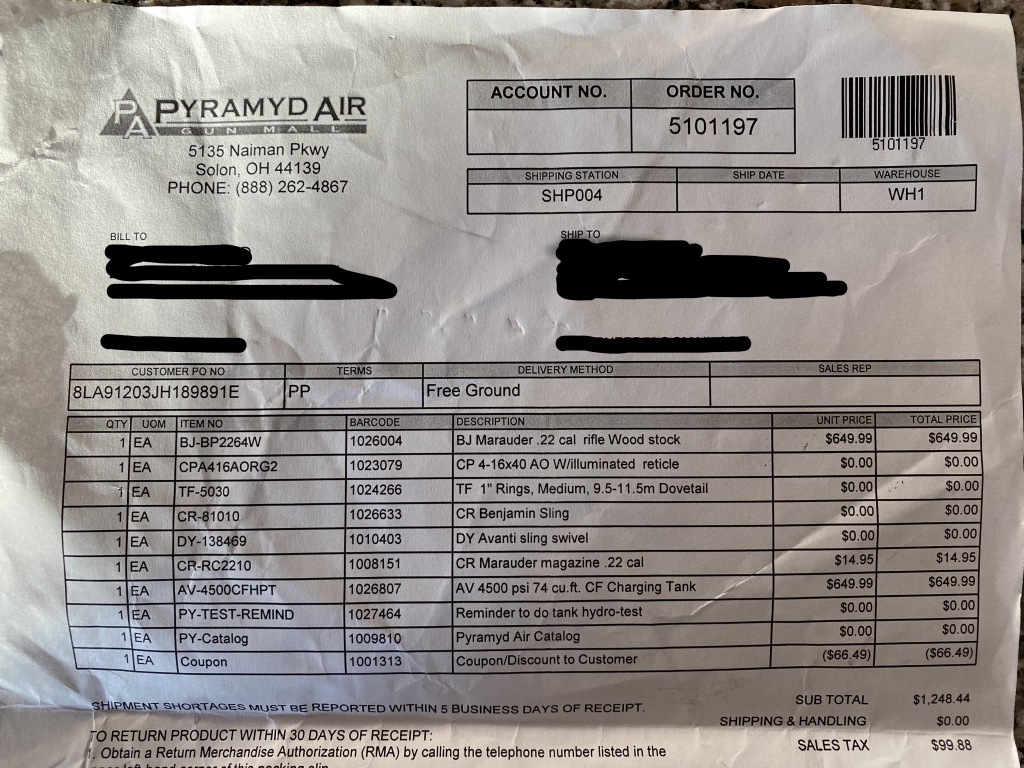 PA PYRAMYD AIR
GUN MALL
5135 Naiman Pkwy
Solon, OH 44139
PHONE: (888) 262-4867
ACCOUNT NO. ORDER NO.
5101197
5101197
SHIPPING STATION SHIP DATE WAREHOUSE
SHP004 WH1
BILL TO SHIP TO
CUSTOMER PO NO TERMS DELIVERY METHOD SALES REP
8LA91203JH189891E PP Free Ground
QTY UOM ITEM NO BARCODE DESCRIPTION UNIT PRICE TOTAL PRICE
1 EA BJ-BP2264W 1026004 BJ Marauder .22 cal rifle Wood stock $649.99 $649.99
1 EA CPA416AORG2 1023079 CP 4-16x40 AO W/illuminated reticle $0.00 $0.00
1 EA TF-5030 1024266 TF 1" Rings, Medium, 9.5-11.5m Dovetail $0.00 $0.00
1 EA CR-81010 1026633 CR Benjamin Sling $0.00 $0.00
1 EA DY-138469 1010403 DY Avanti sling swivel $0.00 $0.00
1 EA CR-RC2210 1008151 CR Marauder magazine .22 cal $14.95 $14.95
1 EA AV-4500CFHPT 1026807 AV 4500 psi 74 cu.ft. CF Charging Tank $649.99 $649.99
1 EA PY-TEST-REMIND 1027464 Reminder to do tank hydro-test $0.00 $0.00
1 EA PY-Catalog 1009810 Pyramyd Air Catalog $0.00 $0.00
1 EA Coupon 1001313 Coupon/Discount to Customer ($66.49) ($66.49)
SHIPMENT SHORTAGES MUST BE REPORTED WITHIN 5 BUSINESS DAYS OF RECEIPT.
SUB TOTAL $1,248.44
SHIPPING & HANDLING $0.00
SALES TAX $99.88
TO RETURN PRODUCT WITHIN 30 DAYS OF RECEIPT:
1. Obtain a Return Merchandise Authorization (RMA) by calling the telephone number listed in the
left hand corner of this packing slip